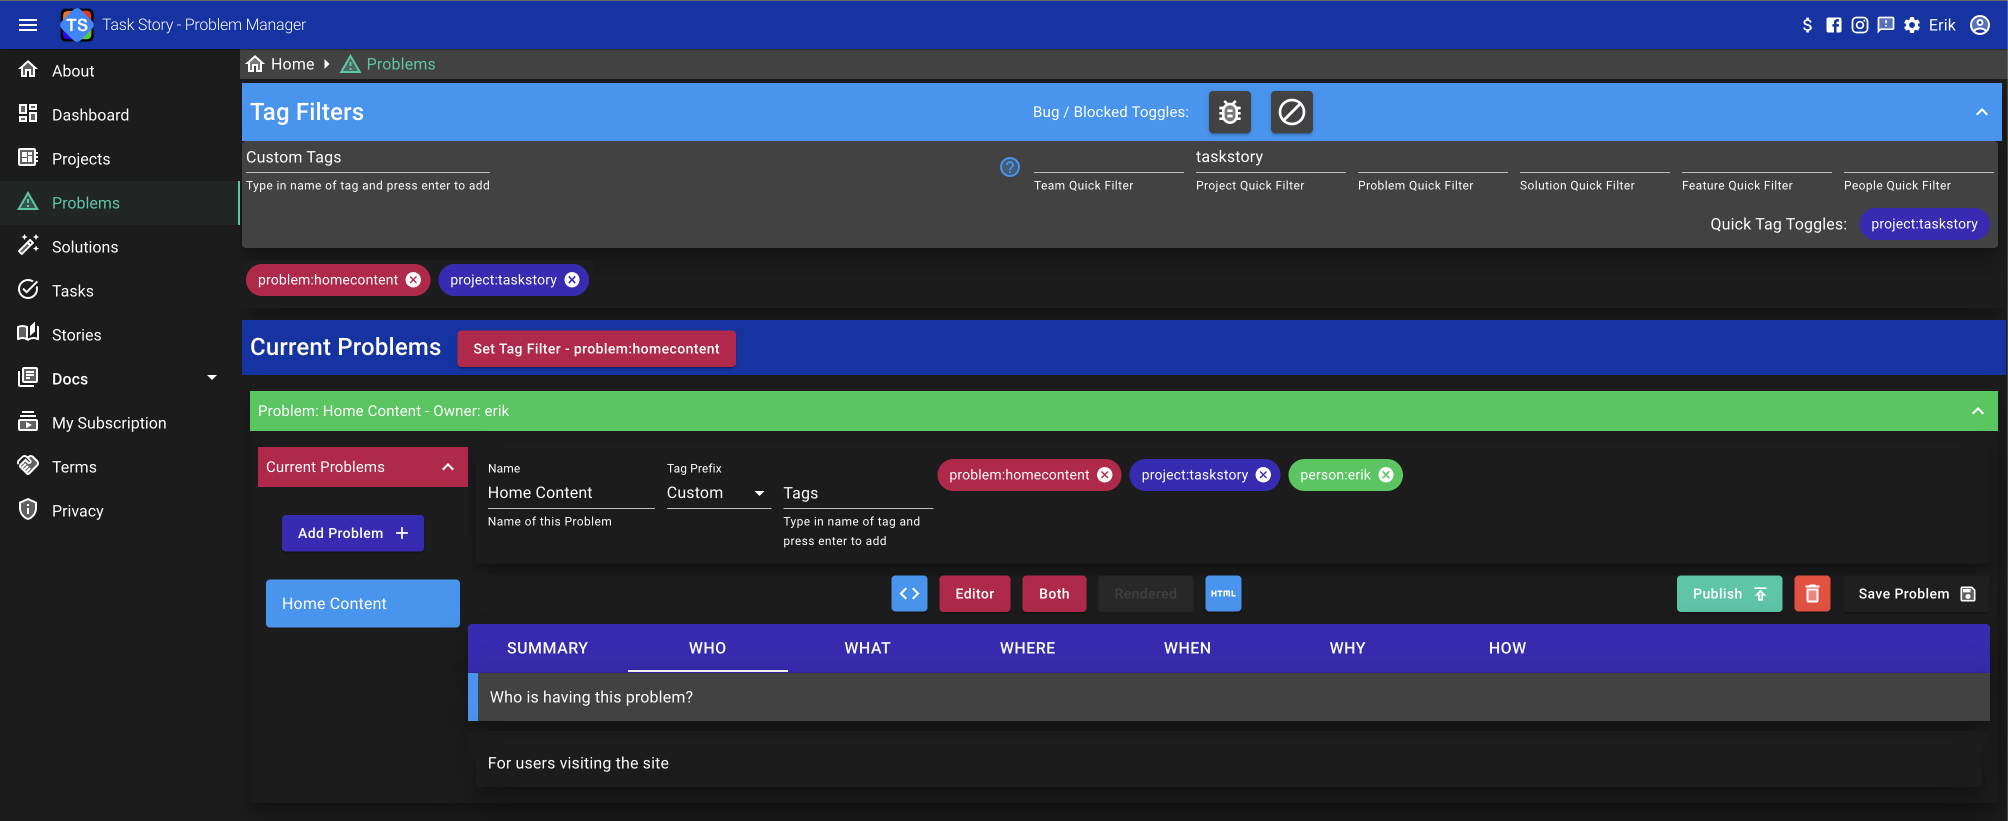 TS Task Story - Problem Manager
$ Erik
About
Dashboard
Projects
Problems
Solutions
Tasks
Stories
Docs
My Subscription
Terms
Privacy
Home Problems
Tag Filters
Bug / Blocked Toggles:
Custom Tags
Type in name of tag and press enter to add
?
Team Quick Filter
taskstory
Project Quick Filter
Problem Quick Filter
Solution Quick Filter
Feature Quick Filter
People Quick Filter
Quick Tag Toggles: project:taskstory
problem:homecontent project:taskstory
Current Problems Set Tag Filter - problem:homecontent
Problem: Home Content - Owner: erik
Current Problems
Add Problem +
Home Content
Name
Home Content
Name of this Problem
Tag Prefix
Custom
Tags
Type in name of tag and
press enter to add
problem:homecontent project:taskstory person:erik
<> Editor Both Rendered HTML
Publish Save Problem
SUMMARY WHO WHAT WHERE WHEN WHY HOW
Who is having this problem?
For users visiting the site